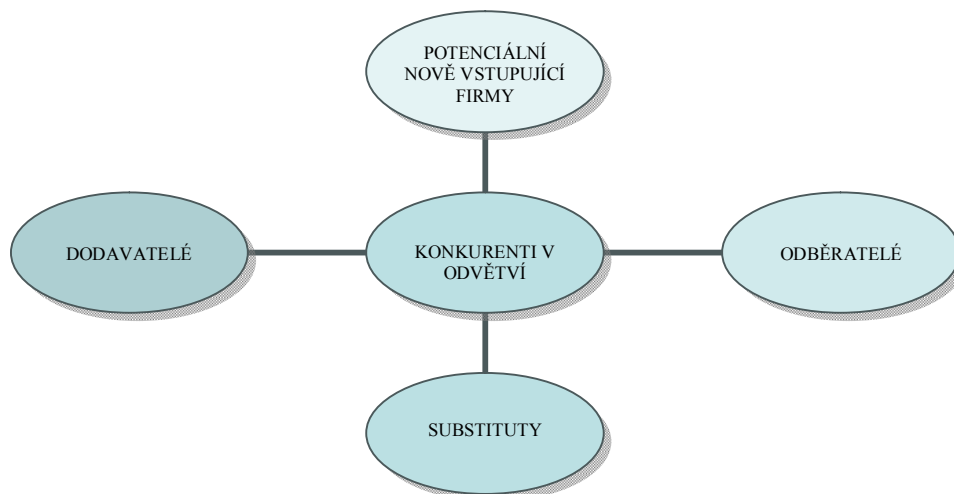 POTENCIÁLNÍ
NOVĚ VSTUPUJÍCÍ
FIRMY
DODAVATELÉ
KONKURENTI V
ODVĚTVÍ
ODBĚRATELÉ
SUBSTITUTY